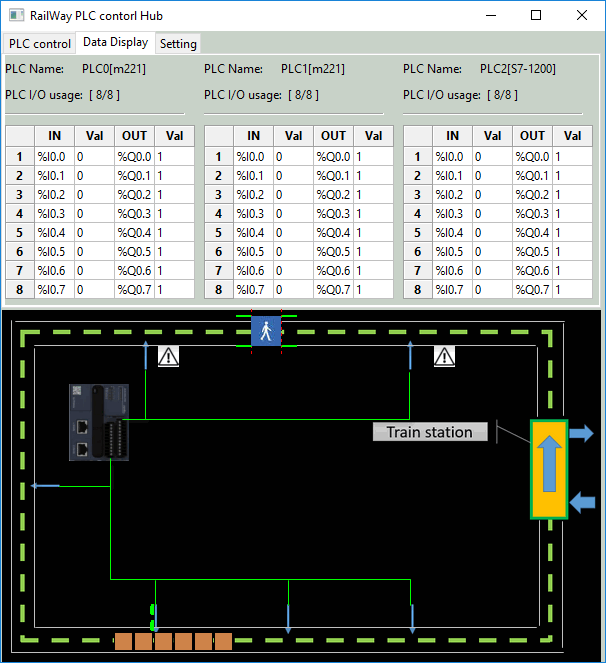 RailWay PLC contorl Hub
PLC control Data Display Setting
PLC Name: PLC0[m221] PLC Name: PLC1[m221] PLC Name: PLC2[S7-1200]
PLC I/O usage: [ 8/8 ] PLC I/O usage: [ 8/8 ] PLC I/O usage: [ 8/8 ]
IN Val OUT Val IN Val OUT Val IN Val OUT Val
1 %I0.0 0 %Q0.0 1 1 %I0.0 0 %Q0.0 1 1 %I0.0 0 %Q0.0 1
2 %I0.1 0 %Q0.1 1 2 %I0.1 0 %Q0.1 1 2 %I0.1 0 %Q0.1 1
3 %I0.2 0 %Q0.2 1 3 %I0.2 0 %Q0.2 1 3 %I0.2 0 %Q0.2 1
4 %I0.3 0 %Q0.3 1 4 %I0.3 0 %Q0.3 1 4 %I0.3 0 %Q0.3 1
5 %I0.4 0 %Q0.4 1 5 %I0.4 0 %Q0.4 1 5 %I0.4 0 %Q0.4 1
6 %I0.5 0 %Q0.5 1 6 %I0.5 0 %Q0.5 1 6 %I0.5 0 %Q0.5 1
7 %I0.6 0 %Q0.6 1 7 %I0.6 0 %Q0.6 1 7 %I0.6 0 %Q0.6 1
8 %I0.7 0 %Q0.7 1 8 %I0.7 0 %Q0.7 1 8 %I0.7 0 %Q0.7 1
Train station